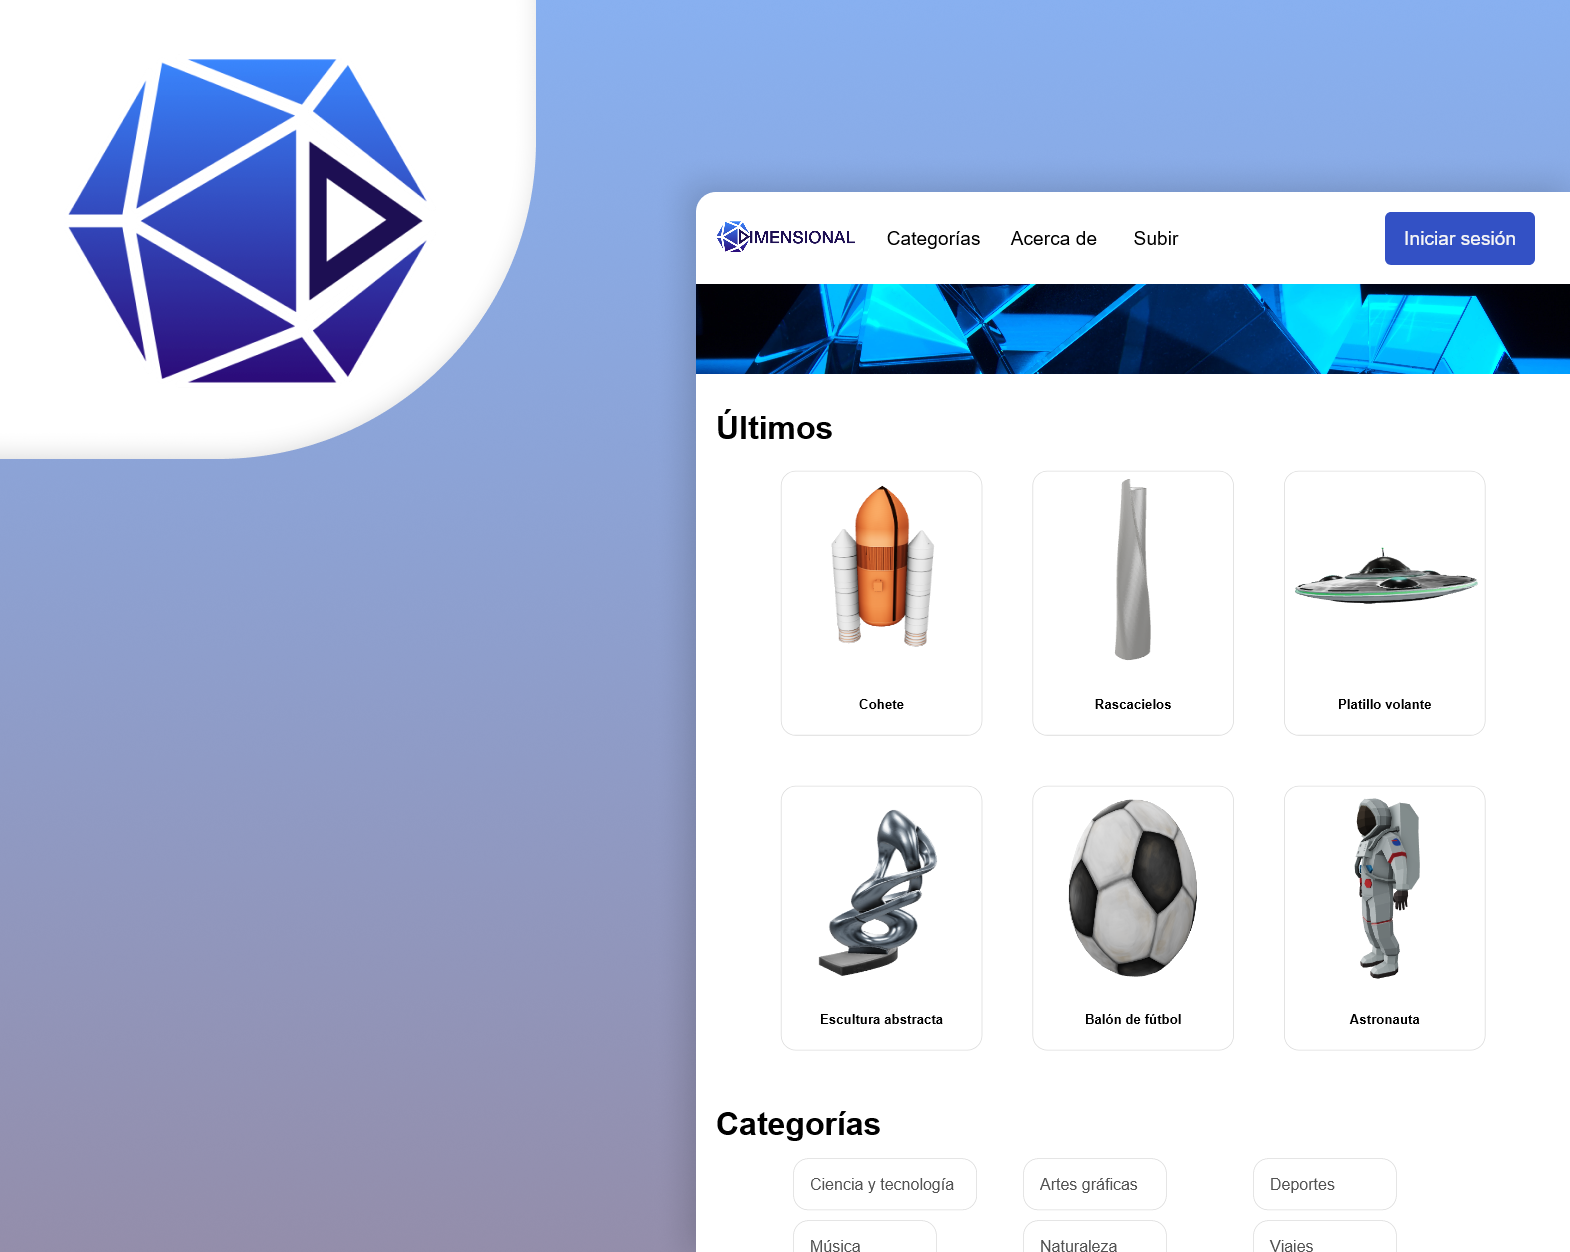 DIMENSIONAL Categorías Acerca de Subir Iniciar sesión
Últimos
Cohete Rascacielos Platillo volante
Escultura abstracta Balón de fútbol Astronauta
Categorías
Ciencia y tecnología Artes gráficas Deportes
Música Naturaleza Viajes